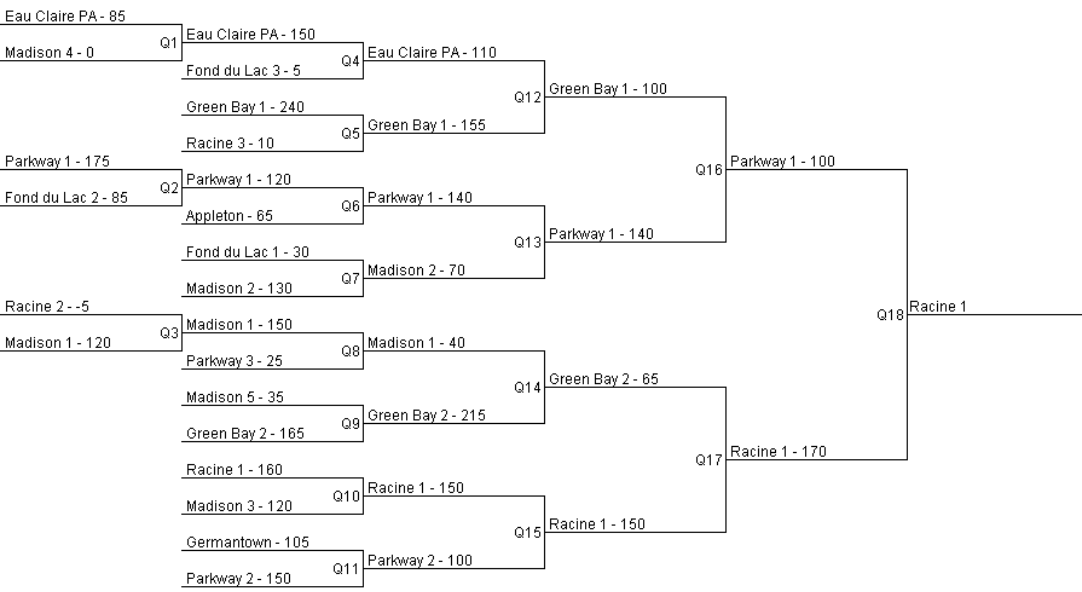 Eau Claire PA - 85
Madison 4 - 0
Q1
Eau Claire PA - 150
Fond du Lac 3 - 5
Q4
Eau Claire PA - 110
Green Bay 1 - 240
Racine 3 - 10
Q5
Green Bay 1 - 155
Q12
Green Bay 1 - 100
Parkway 1 - 175
Fond du Lac 2 - 85
Q2
Parkway 1 - 120
Appleton - 65
Q6
Parkway 1 - 140
Fond du Lac 1 - 30
Madison 2 - 130
Q7
Madison 2 - 70
Q13
Parkway 1 - 140
Q16
Parkway 1 - 100
Racine 2 - -5
Madison 1 - 120
Q3
Madison 1 - 150
Parkway 3 - 25
Q8
Madison 1 - 40
Madison 5 - 35
Green Bay 2 - 165
Q9
Green Bay 2 - 215
Q14
Green Bay 2 - 65
Racine 1 - 160
Madison 3 - 120
Q10
Racine 1 - 150
Germantown - 105
Parkway 2 - 150
Q11
Parkway 2 - 100
Q15
Racine 1 - 150
Q17
Racine 1 - 170
Q18
Racine 1